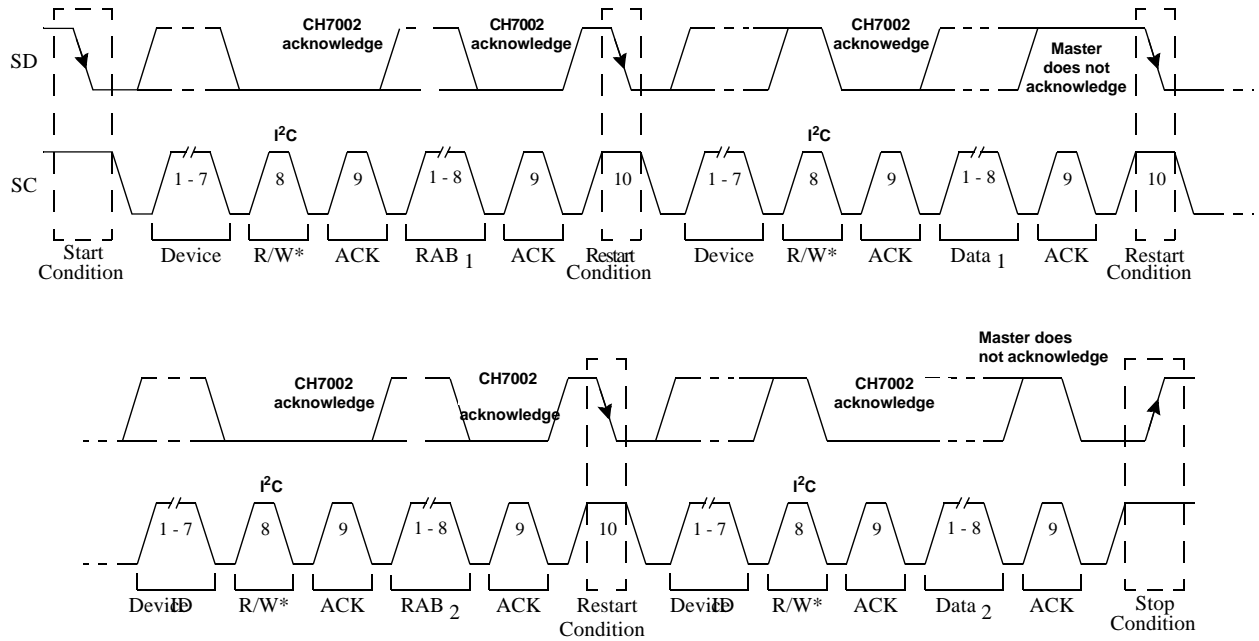 CH7002
acknowledge
CH7002
acknowledge
CH7002
acknowedge
Master
does not
acknowledge
SD
I²C
I²C
SC
1 - 7
8
9
1 - 8
9
10
1 - 7
8
9
1 - 8
9
10
Start
Condition
Device
R/W*
ACK
RAB 1
ACK
Restart
Condition
Device
R/W*
ACK
Data 1
ACK
Restart
Condition
Master does
not acknowledge
CH7002
acknowledge
CH7002
acknowledge
CH7002
acknowledge
I²C
I²C
1 - 7
8
9
1 - 8
9
10
1 - 7
8
9
1 - 8
9
Device ID
R/W*
ACK
RAB 2
ACK
Restart
Condition
Device ID
R/W*
ACK
Data 2
ACK
Stop
Condition